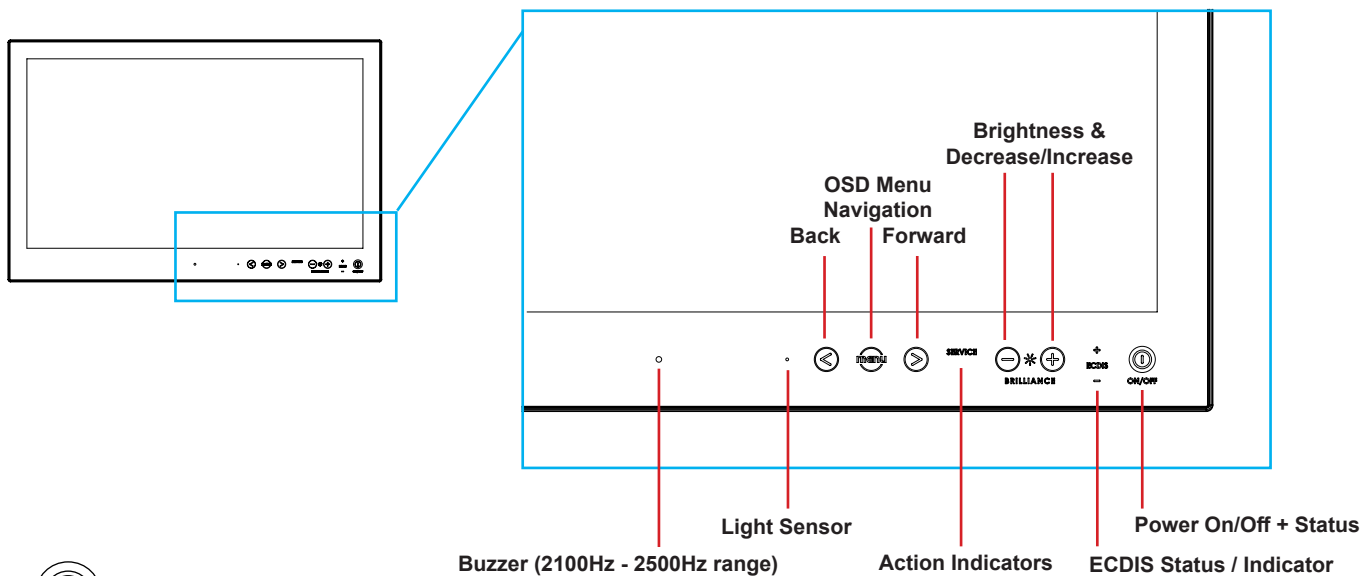 Brightness &
Decrease/Increase
OSD Menu
Navigation
Back
Forward
menu
SERVICE
BRILLIANCE
+
ECDIS
-
ON/OFF
Light Sensor
Power On/Off + Status
Buzzer (2100Hz - 2500Hz range)
Action Indicators
ECDIS Status / Indicator